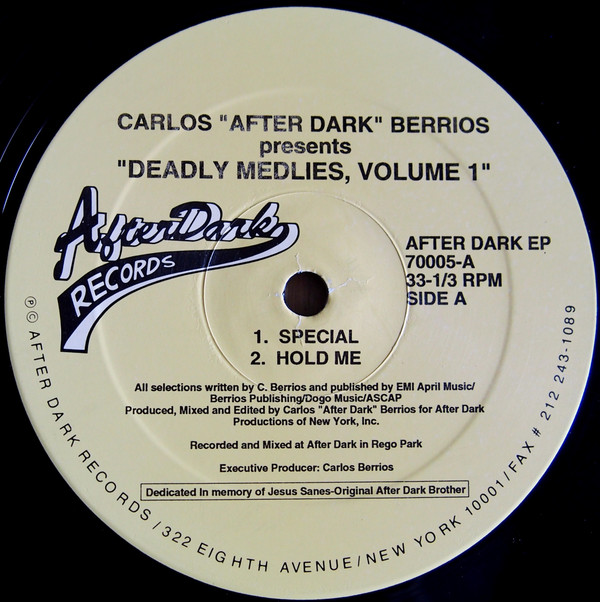 CARLOS "AFTER DARK" BERRIOS
presents
"DEADLY MEDLIES, VOLUME 1"
After Dark
RECORDS
AFTER DARK EP
70005-A
33-1/3 RPM
SIDE A
1. SPECIAL
2. HOLD ME
All selections written by C. Berrios and published by EMI April Music/
Berrios Publishing/Dogo Music/ASCAP
Produced, Mixed and Edited by Carlos "After Dark" Berrios for After Dark
Productions of New York, Inc.
Recorded and Mixed at After Dark in Rego Park
Executive Producer: Carlos Berrios
Dedicated In memory of Jesus Sanes-Original After Dark Brother
℗© AFTER DARK RECORDS / 322 EIGHTH AVENUE / NEW YORK 10001 / FAX # 212 243-1089